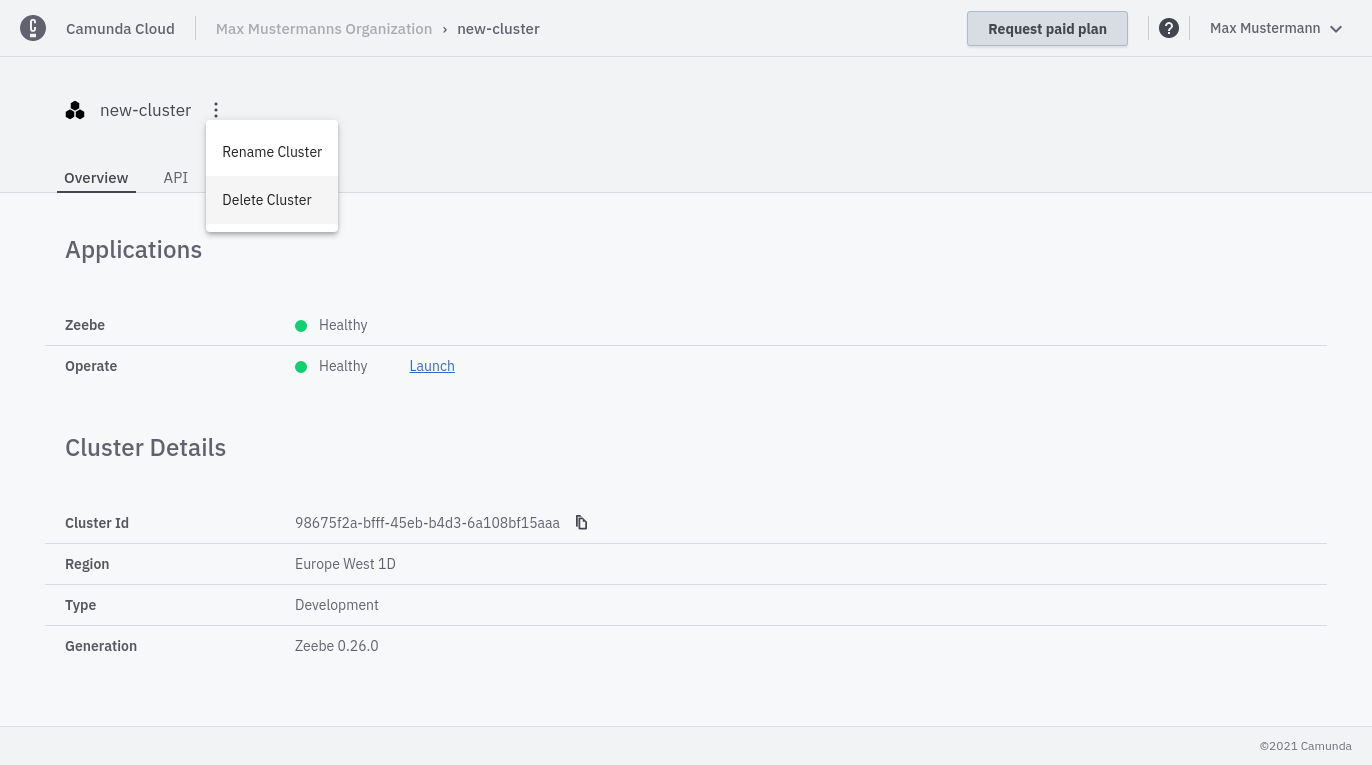 Camunda Cloud Max Mustermanns Organization › new-cluster Request paid plan ? Max Mustermann
new-cluster
Rename Cluster
Delete Cluster
Overview API
Applications
Zeebe Healthy
Operate Healthy Launch
Cluster Details
Cluster Id 98675f2a-bfff-45eb-b4d3-6a108bf15aaa
Region Europe West 1D
Type Development
Generation Zeebe 0.26.0
©2021 Camunda